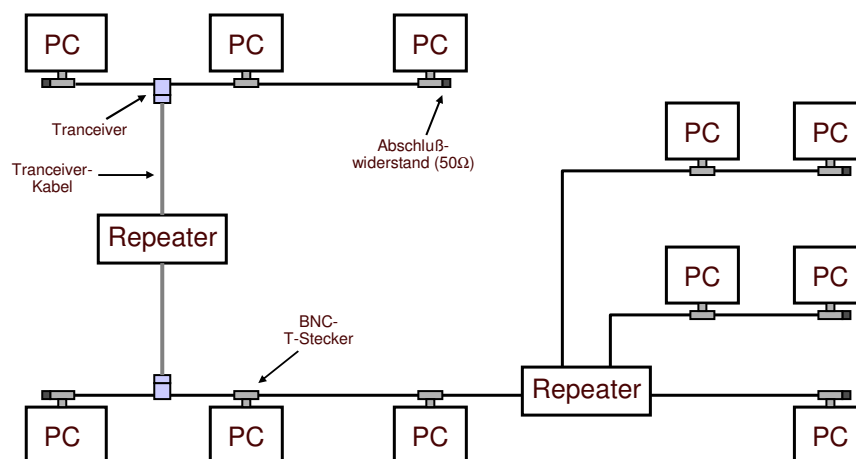 PC
PC
PC
Tranceiver
Abschluß-
widerstand (50Ω)
Tranceiver-
Kabel
PC
PC
Repeater
PC
PC
BNC-
T-Stecker
Repeater
PC
PC
PC
PC